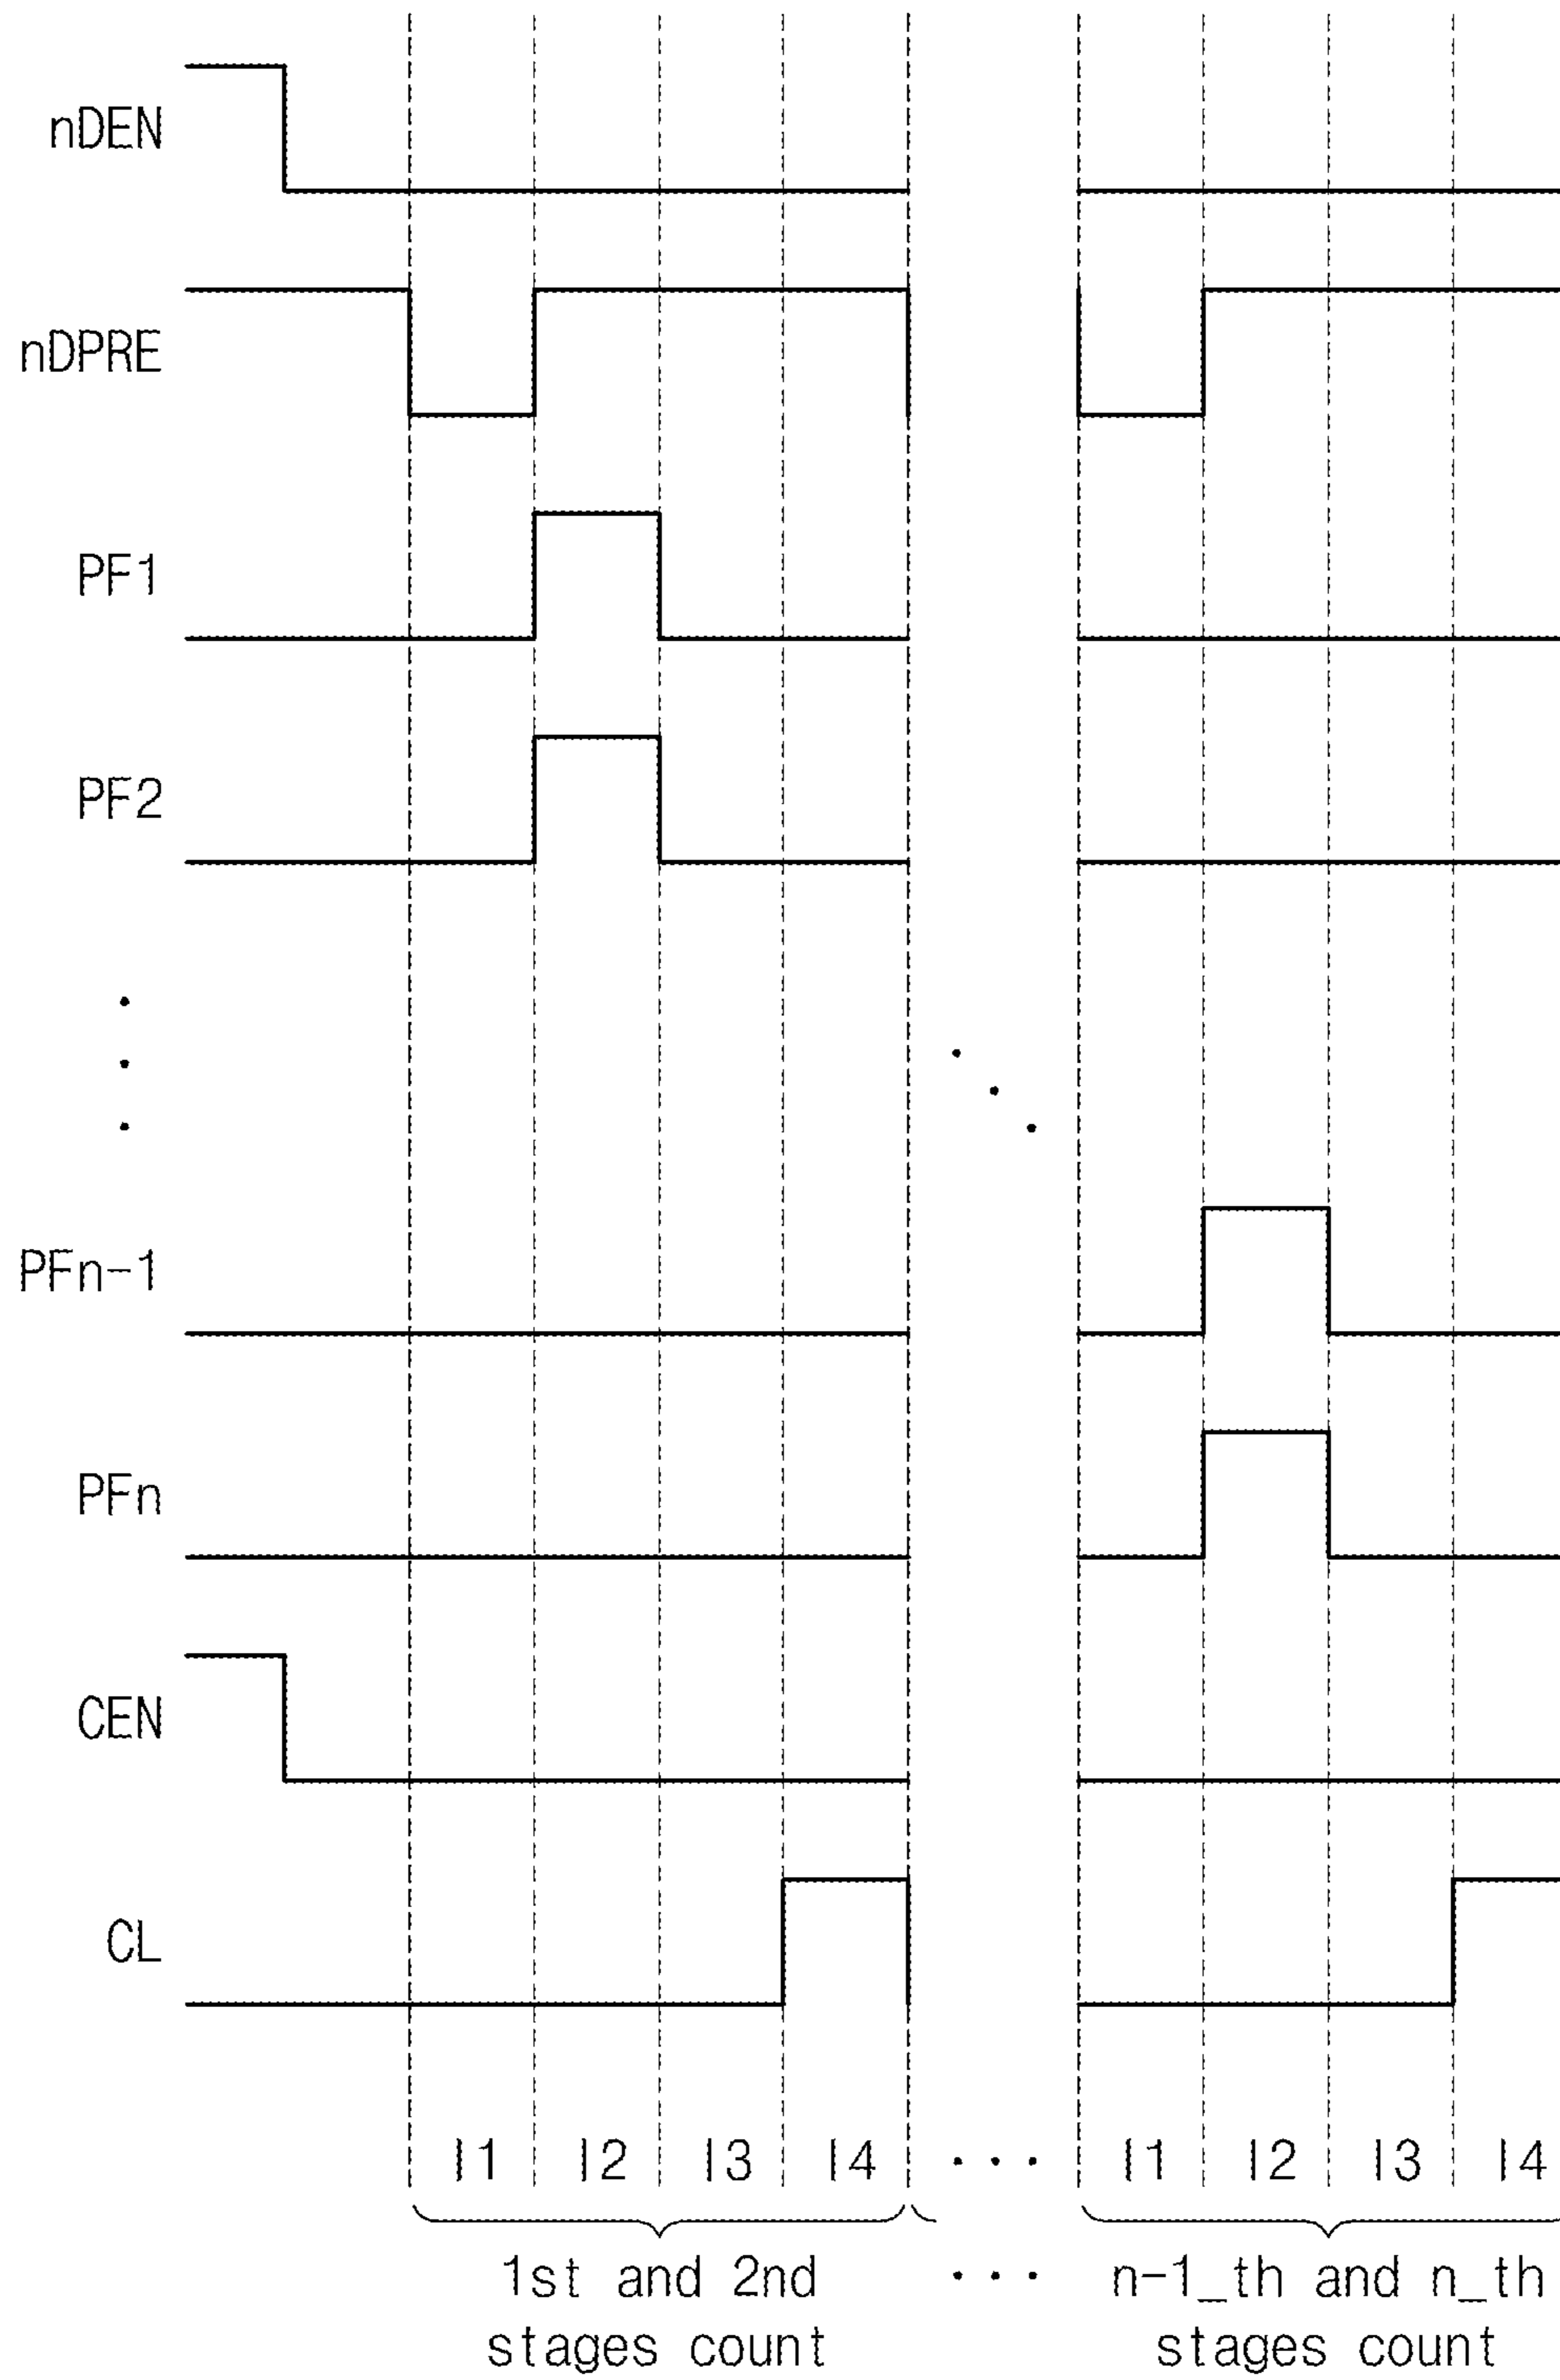 nDEN
nDPRE
PF1
PF2
PFn-1
PFn
CEN
CL
I1 I2 I3 I4 ... I1 I2 I3 I4
1st and 2nd ... n-1_th and n_th
stages count stages count